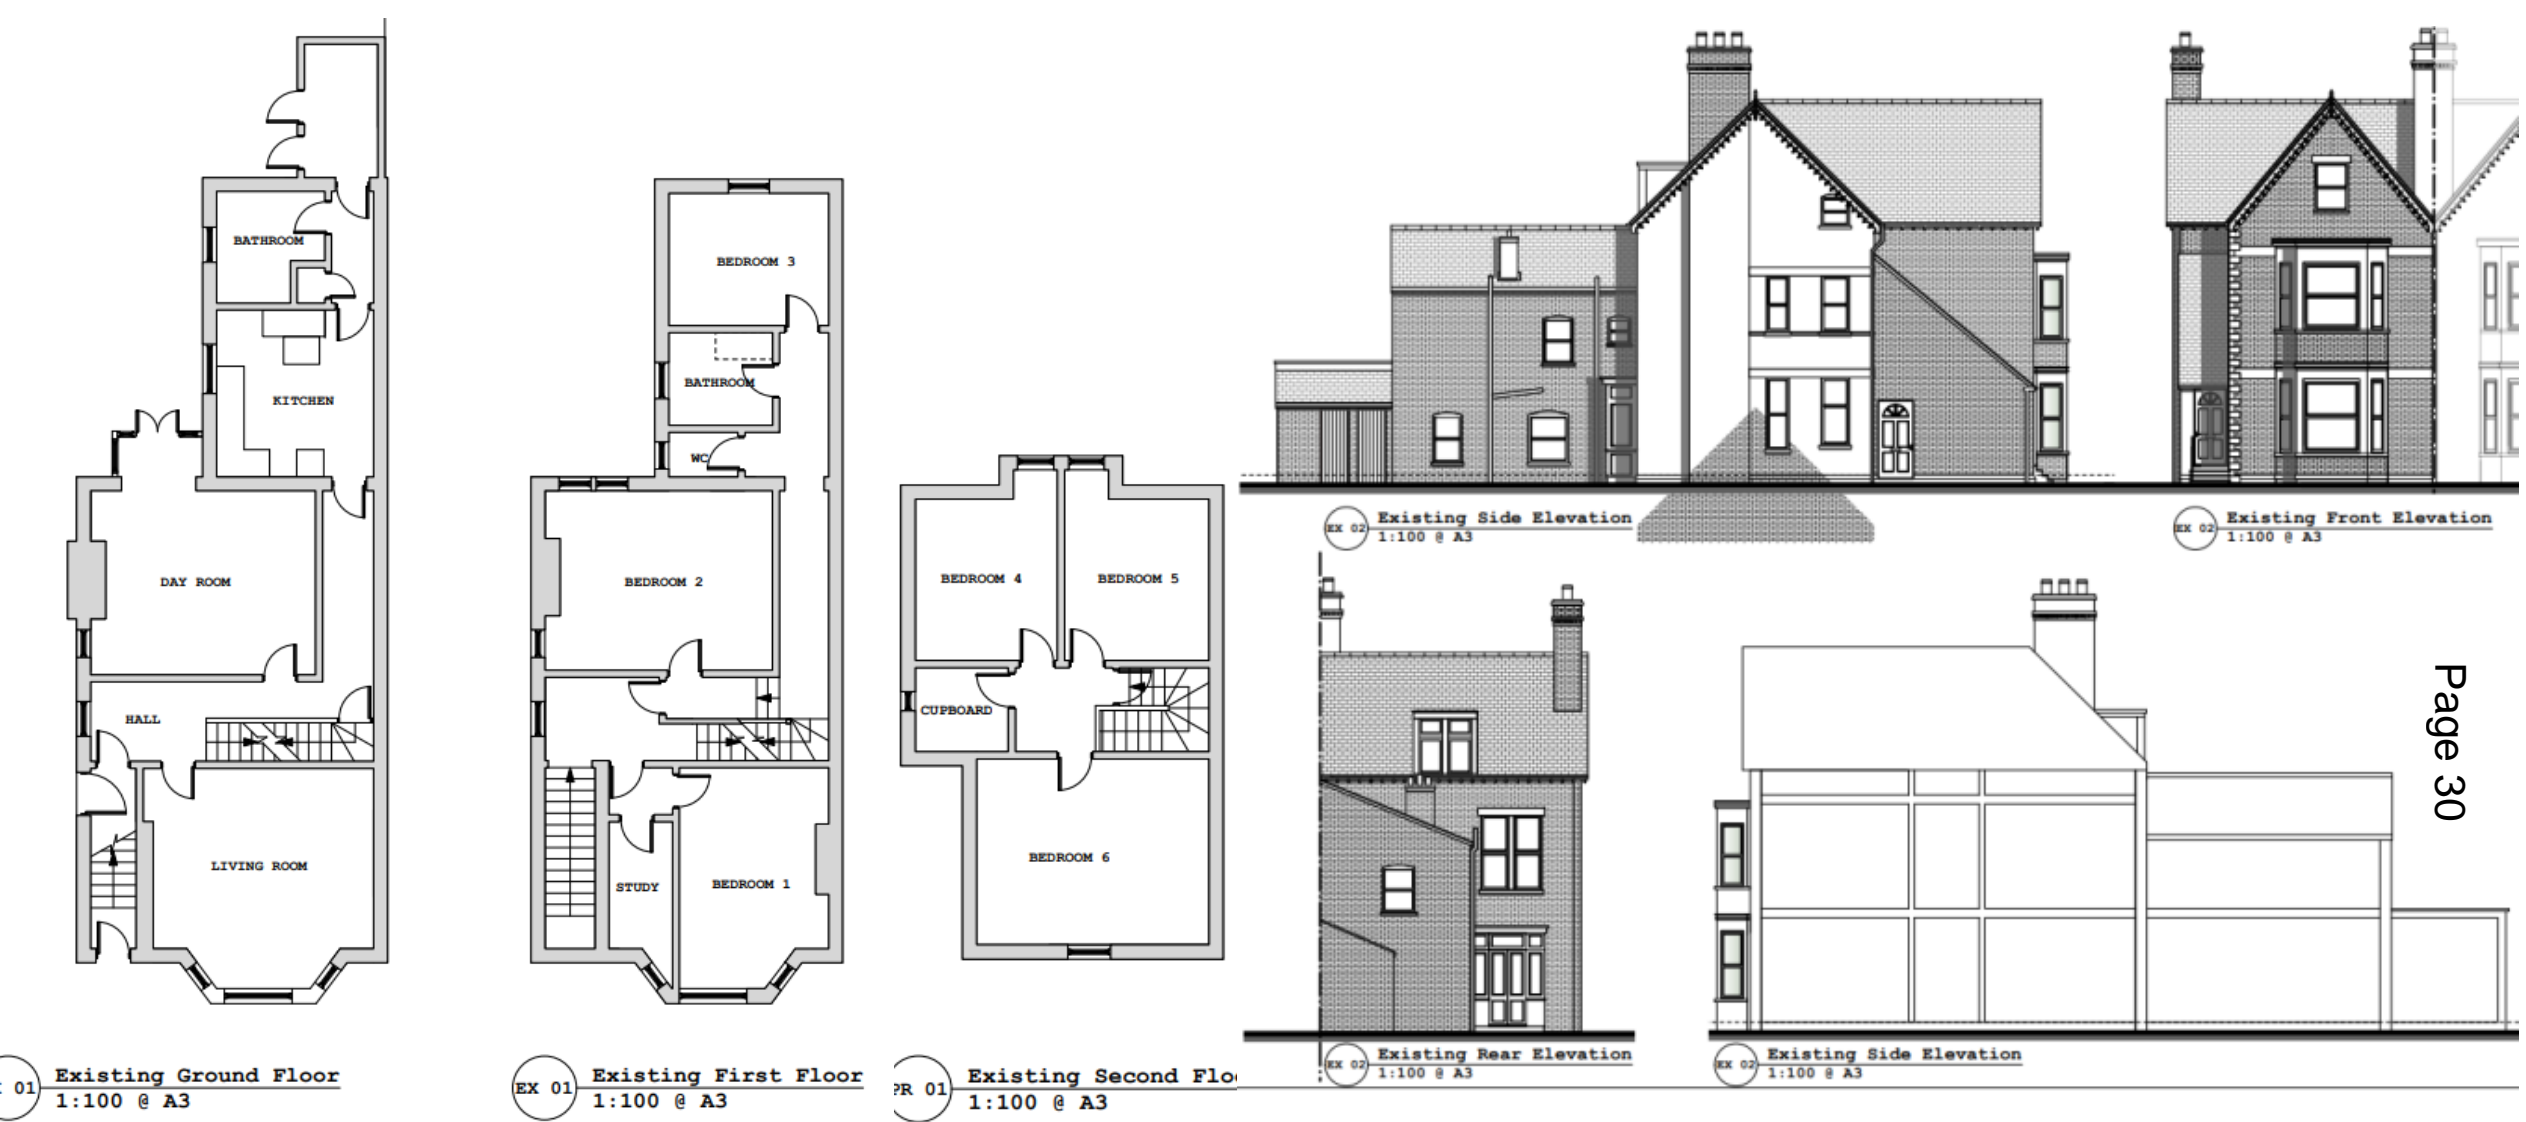 BATHROOM
KITCHEN
DAY ROOM
HALL
LIVING ROOM
01
Existing Ground Floor
1:100 @ A3
BEDROOM 3
BATHROOM
WC
BEDROOM 2
STUDY
BEDROOM 1
EX 01
Existing First Floor
1:100 @ A3
BEDROOM 4
BEDROOM 5
CUPBOARD
BEDROOM 6
PR 01
Existing Second Flo
1:100 @ A3
EX 02
Existing Side Elevation
1:100 @ A3
EX 02
Existing Front Elevation
1:100 @ A3
EX 02
Existing Rear Elevation
1:100 @ A3
EX 02
Existing Side Elevation
1:100 @ A3
Page 30